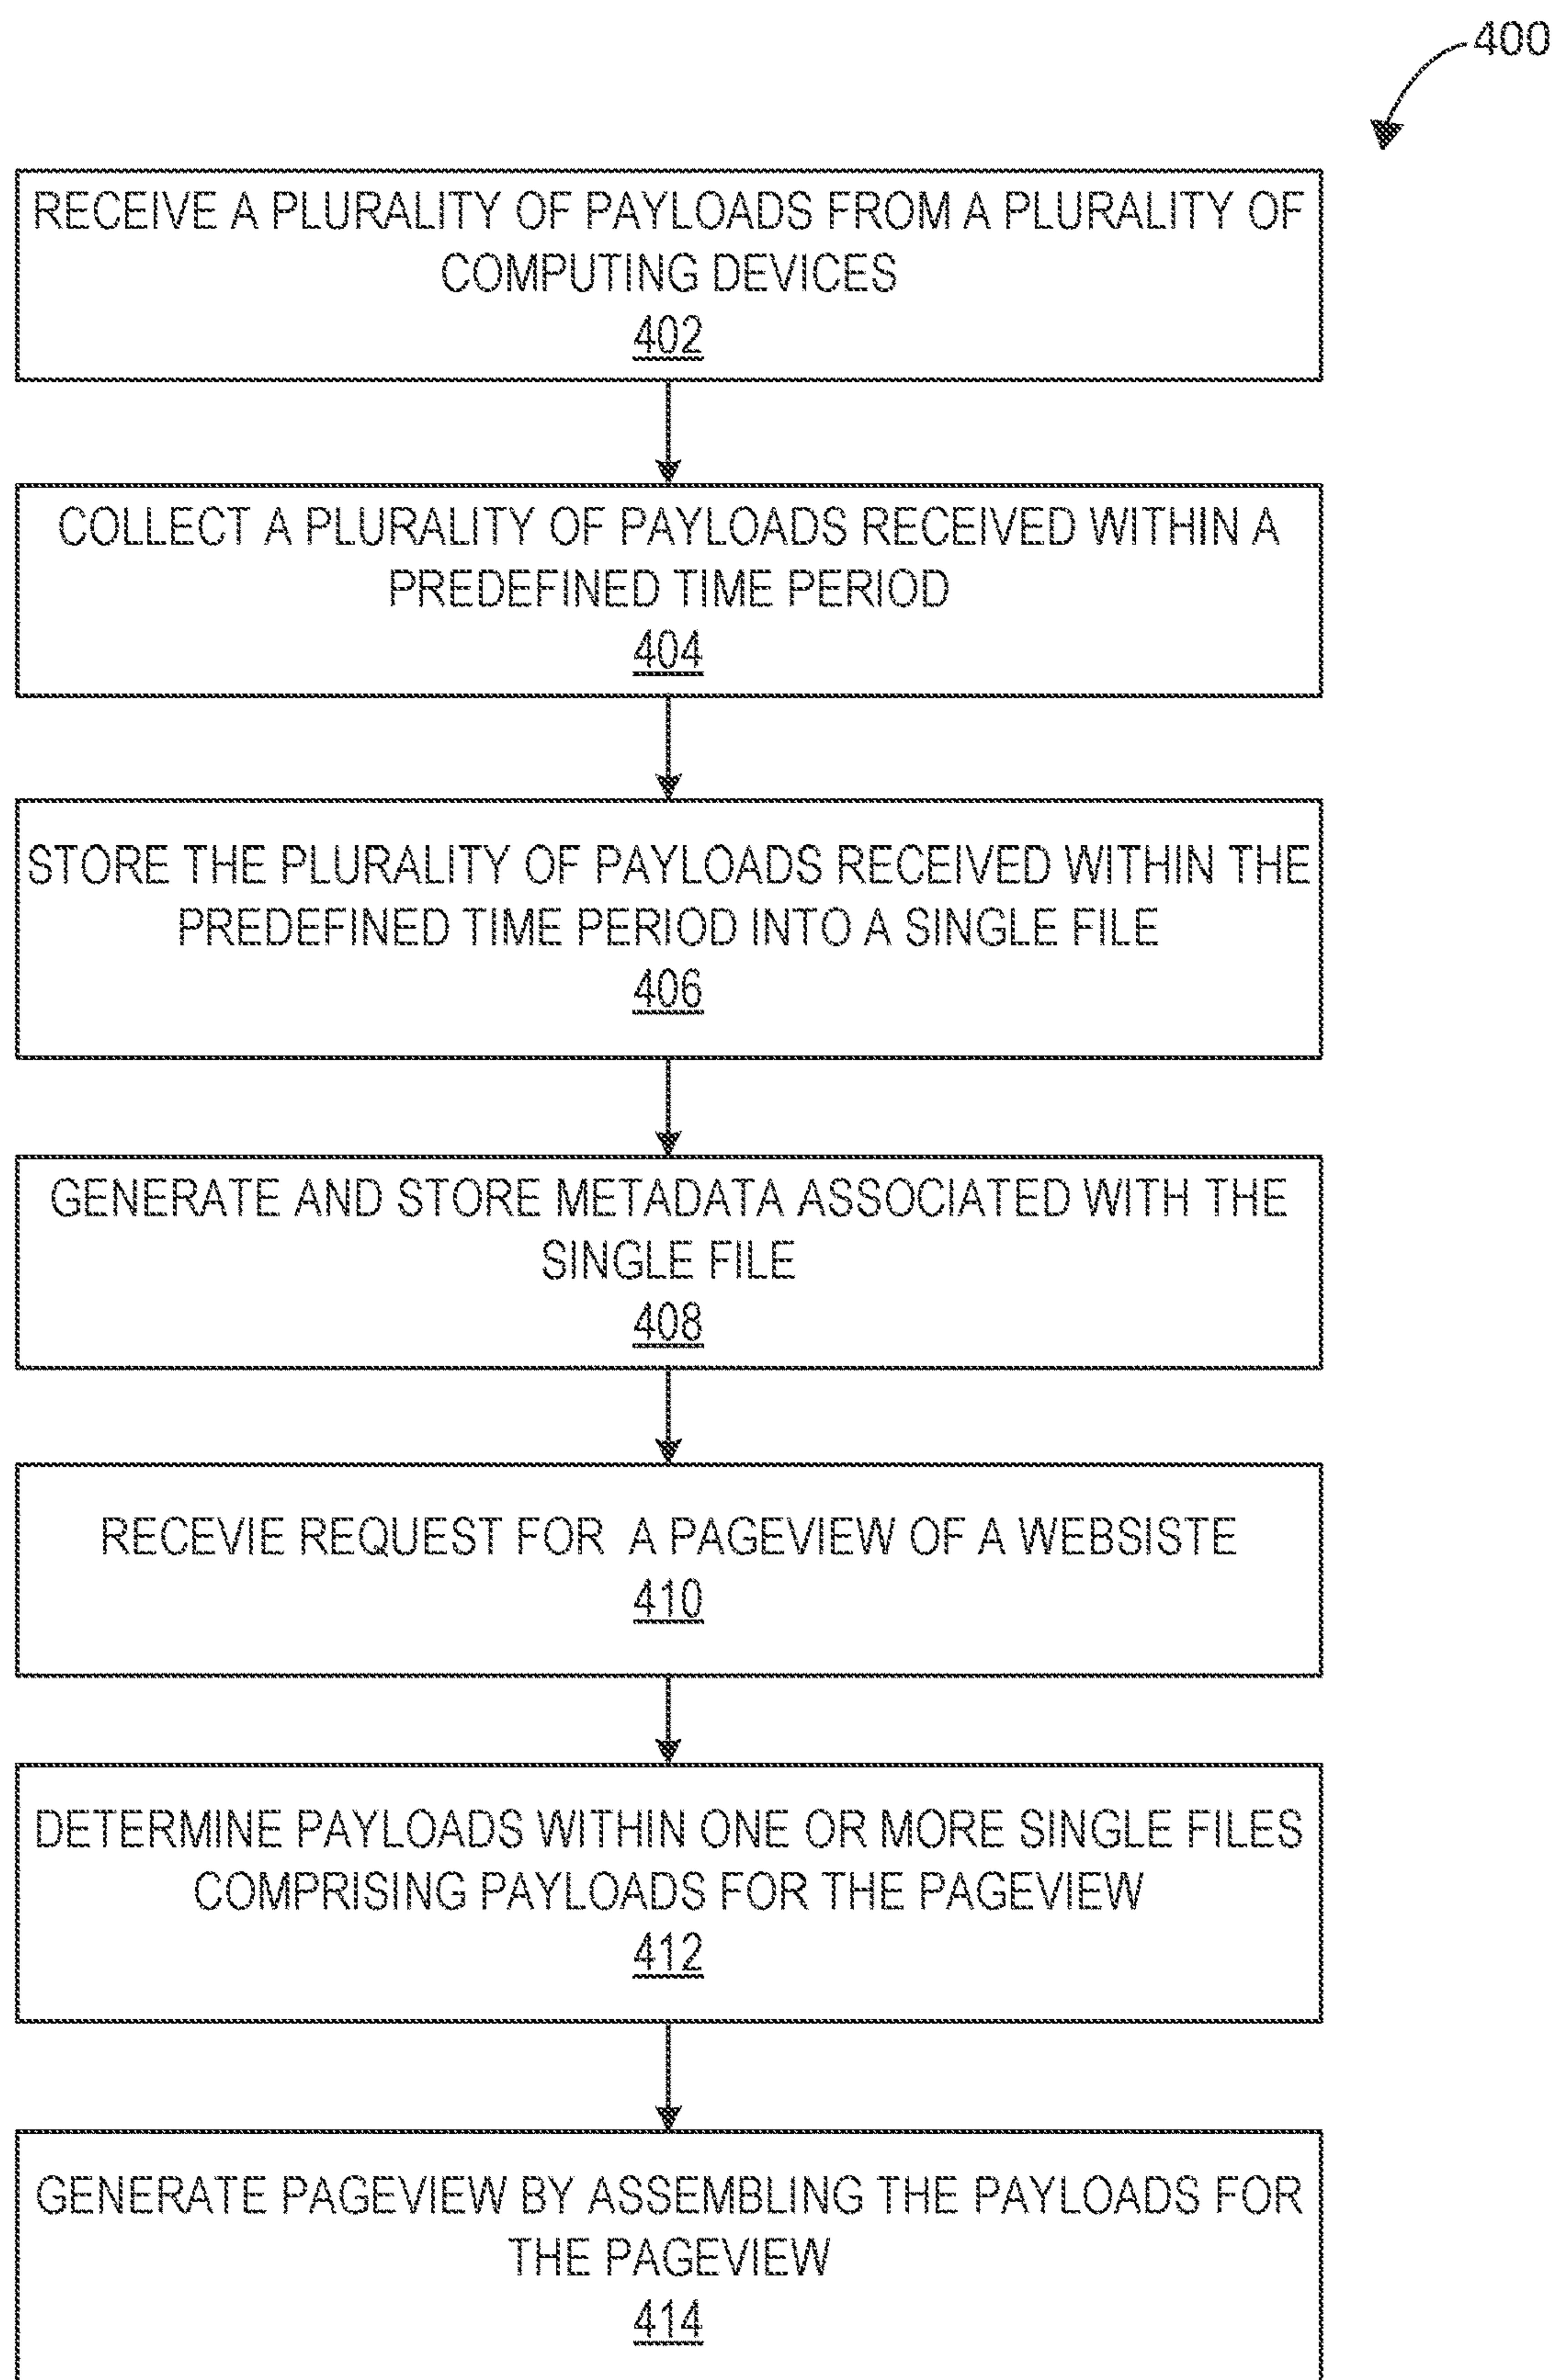 400
RECEIVE A PLURALITY OF PAYLOADS FROM A PLURALITY OF
COMPUTING DEVICES
402
COLLECT A PLURALITY OF PAYLOADS RECEIVED WITHIN A
PREDEFINED TIME PERIOD
404
STORE THE PLURALITY OF PAYLOADS RECEIVED WITHIN THE
PREDEFINED TIME PERIOD INTO A SINGLE FILE
406
GENERATE AND STORE METADATA ASSOCIATED WITH THE
SINGLE FILE
408
RECEVIE REQUEST FOR A PAGEVIEW OF A WEBSISTE
410
DETERMINE PAYLOADS WITHIN ONE OR MORE SINGLE FILES
COMPRISING PAYLOADS FOR THE PAGEVIEW
412
GENERATE PAGEVIEW BY ASSEMBLING THE PAYLOADS FOR
THE PAGEVIEW
414